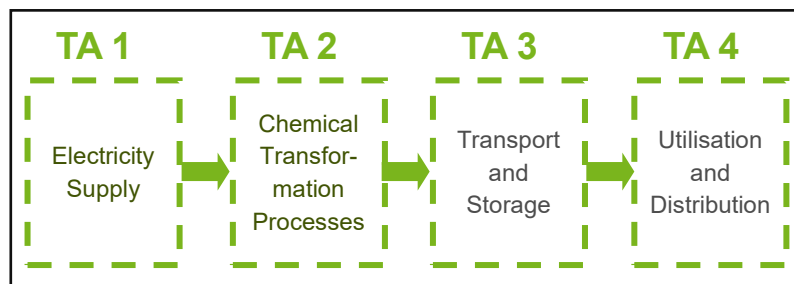 TA 1
TA 2
TA 3
TA 4
Electricity
Supply
Chemical
Transfor-
mation
Processes
Transport
and
Storage
Utilisation
and
Distribution